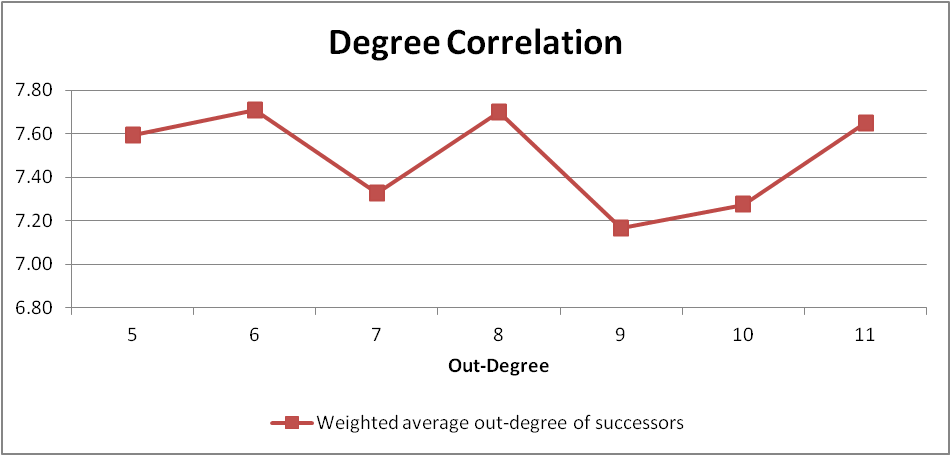 Degree Correlation
7.80
7.60
7.40
7.20
7.00
6.80
5 6 7 8 9 10 11
Out-Degree
Weighted average out-degree of successors